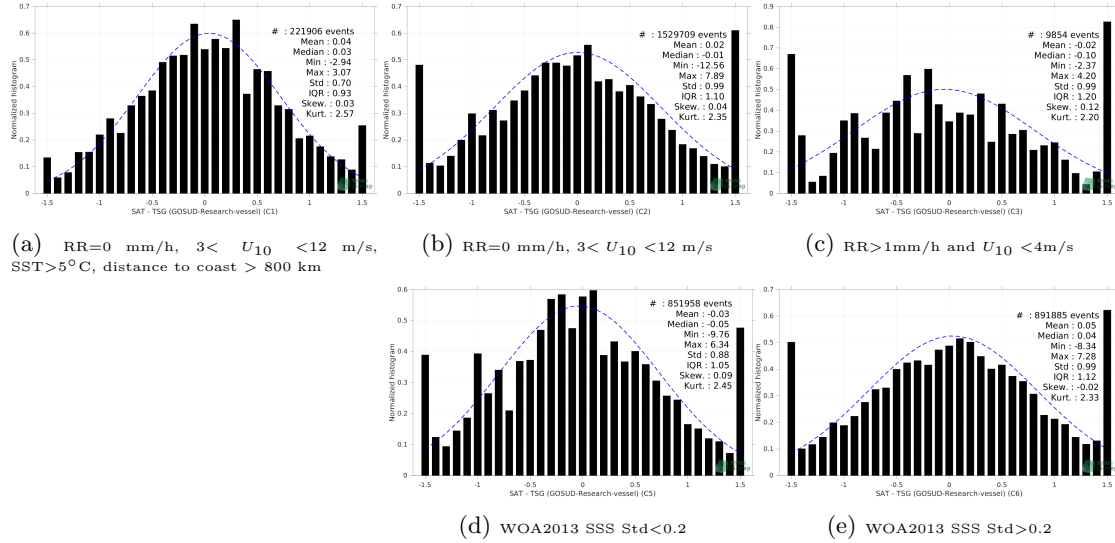 0.7
0.6
0.5
0.4
0.3
0.2
0.1
0
Normalized histogram
# : 221906 events
Mean : 0.04
Median : 0.03
Min : -2.94
Max : 3.07
Std : 0.70
IQR : 0.93
Skew. : 0.03
Kurt. : 2.57
-1.5 -1 -0.5 0 0.5 1 1.5
SAT - TSG (GOSUD-Research-vessel) (C1)
(a) RR=0 mm/h, 3< U10 <12 m/s,
SST>5°C, distance to coast > 800 km
0.7
0.6
0.5
0.4
0.3
0.2
0.1
0
Normalized histogram
# : 1529709 events
Mean : 0.02
Median : -0.01
Min : -12.56
Max : 7.89
Std : 0.99
IQR : 1.10
Skew. : 0.04
Kurt. : 2.35
-1.5 -1 -0.5 0 0.5 1 1.5
SAT - TSG (GOSUD-Research-vessel) (C2)
(b) RR=0 mm/h, 3< U10 <12 m/s
0.9
0.8
0.7
0.6
0.5
0.4
0.3
0.2
0.1
0
Normalized histogram
# : 9854 events
Mean : -0.02
Median : -0.10
Min : -2.37
Max : 4.20
Std : 0.99
IQR : 1.20
Skew. : 0.12
Kurt. : 2.20
-1.5 -1 -0.5 0 0.5 1 1.5
SAT - TSG (GOSUD-Research-vessel) (C3)
(c) RR>1mm/h and U10 <4m/s
0.6
0.5
0.4
0.3
0.2
0.1
0
Normalized histogram
# : 851958 events
Mean : -0.03
Median : -0.05
Min : -9.76
Max : 6.34
Std : 0.88
IQR : 1.05
Skew. : 0.09
Kurt. : 2.45
-1.5 -1 -0.5 0 0.5 1 1.5
SAT - TSG (GOSUD-Research-vessel) (C5)
(d) WOA2013 SSS Std<0.2
0.7
0.6
0.5
0.4
0.3
0.2
0.1
0
Normalized histogram
# : 891885 events
Mean : 0.05
Median : 0.04
Min : -8.34
Max : 7.28
Std : 0.99
IQR : 1.12
Skew. : -0.02
Kurt. : 2.33
-1.5 -1 -0.5 0 0.5 1 1.5
SAT - TSG (GOSUD-Research-vessel) (C6)
(e) WOA2013 SSS Std>0.2